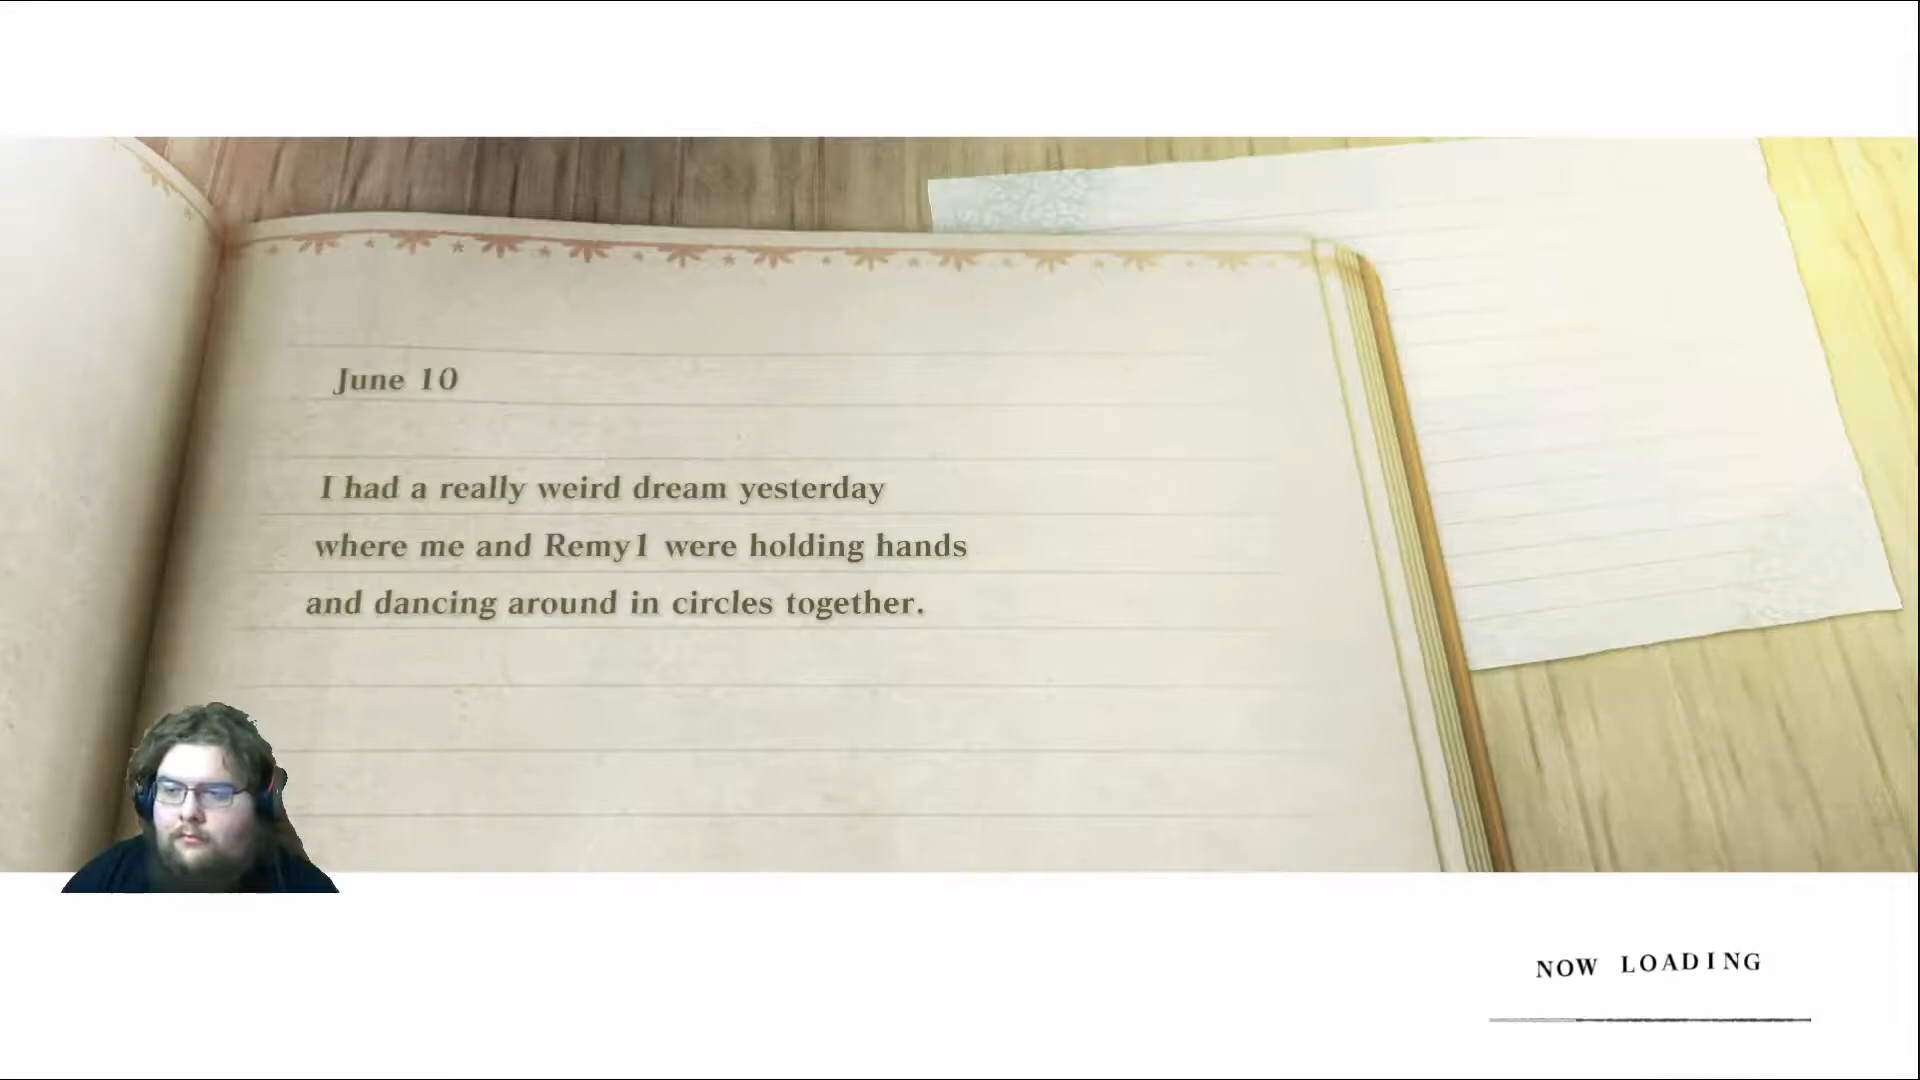 June 10
I had a really weird dream yesterday
where me and Remy1 were holding hands
and dancing around in circles together.
NOW LOADING